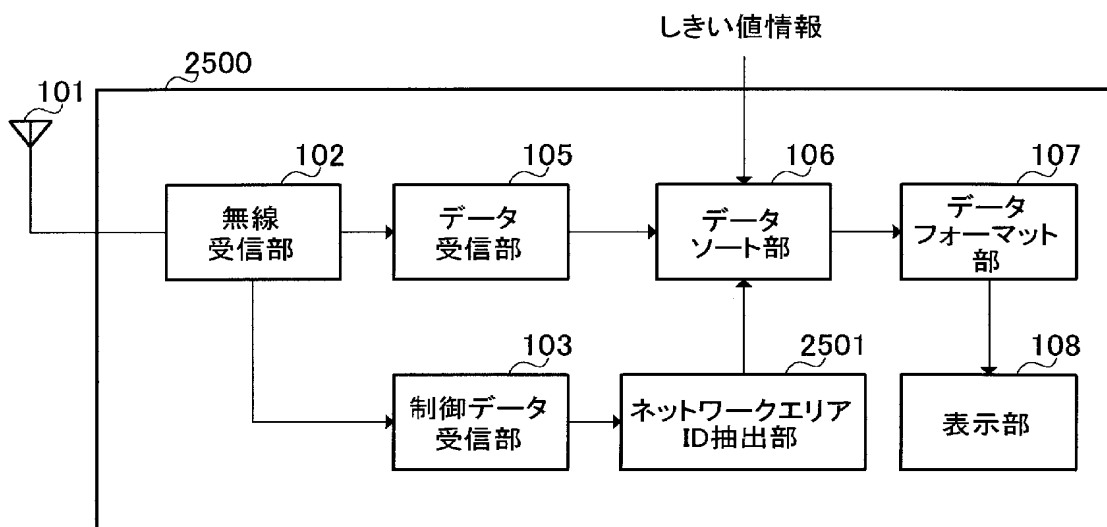 しきい値情報
2500
101
102
105
106
107
無線
受信部
データ
受信部
データ
ソート部
データ
フォーマット
部
103
2501
108
制御データ
受信部
ネットワークエリア
ID抽出部
表示部